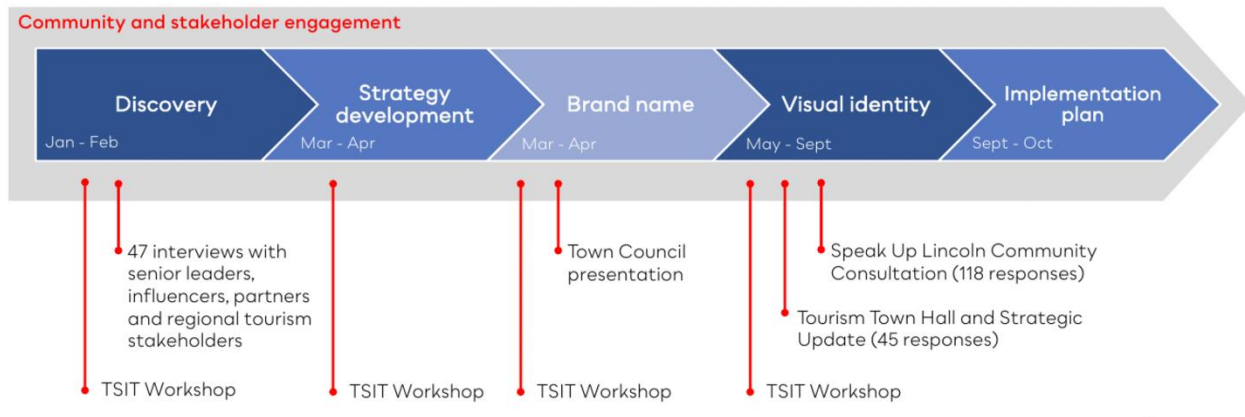 Community and stakeholder engagement
Discovery
Jan - Feb
Strategy
development
Mar - Apr
Brand name
Mar - Apr
Visual identity
May - Sept
Implementation
plan
Sept - Oct
47 interviews with
senior leaders,
influencers, partners
and regional tourism
stakeholders
Town Council
presentation
Speak Up Lincoln Community
Consultation (118 responses)
Tourism Town Hall and Strategic
Update (45 responses)
TSIT Workshop
TSIT Workshop
TSIT Workshop
TSIT Workshop